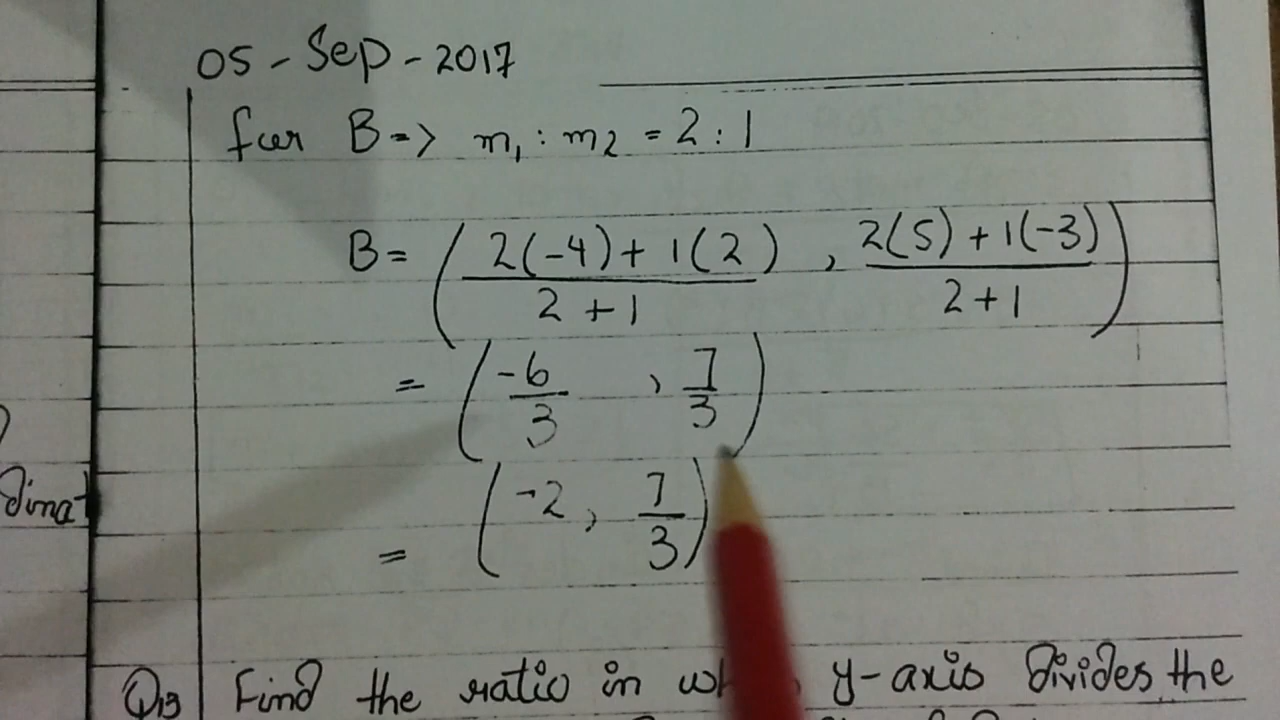 05 - Sep - 2017
for B => m₁ : m₂ = 2 : 1
B = ( 2(-4) + 1(2) / 2 + 1 , 2(5) + 1(-3) / 2 + 1 )
= ( -6/3 , 7/3 )
= ( -2 , 7/3 )
Q13 Find the ratio in y-axis divides the